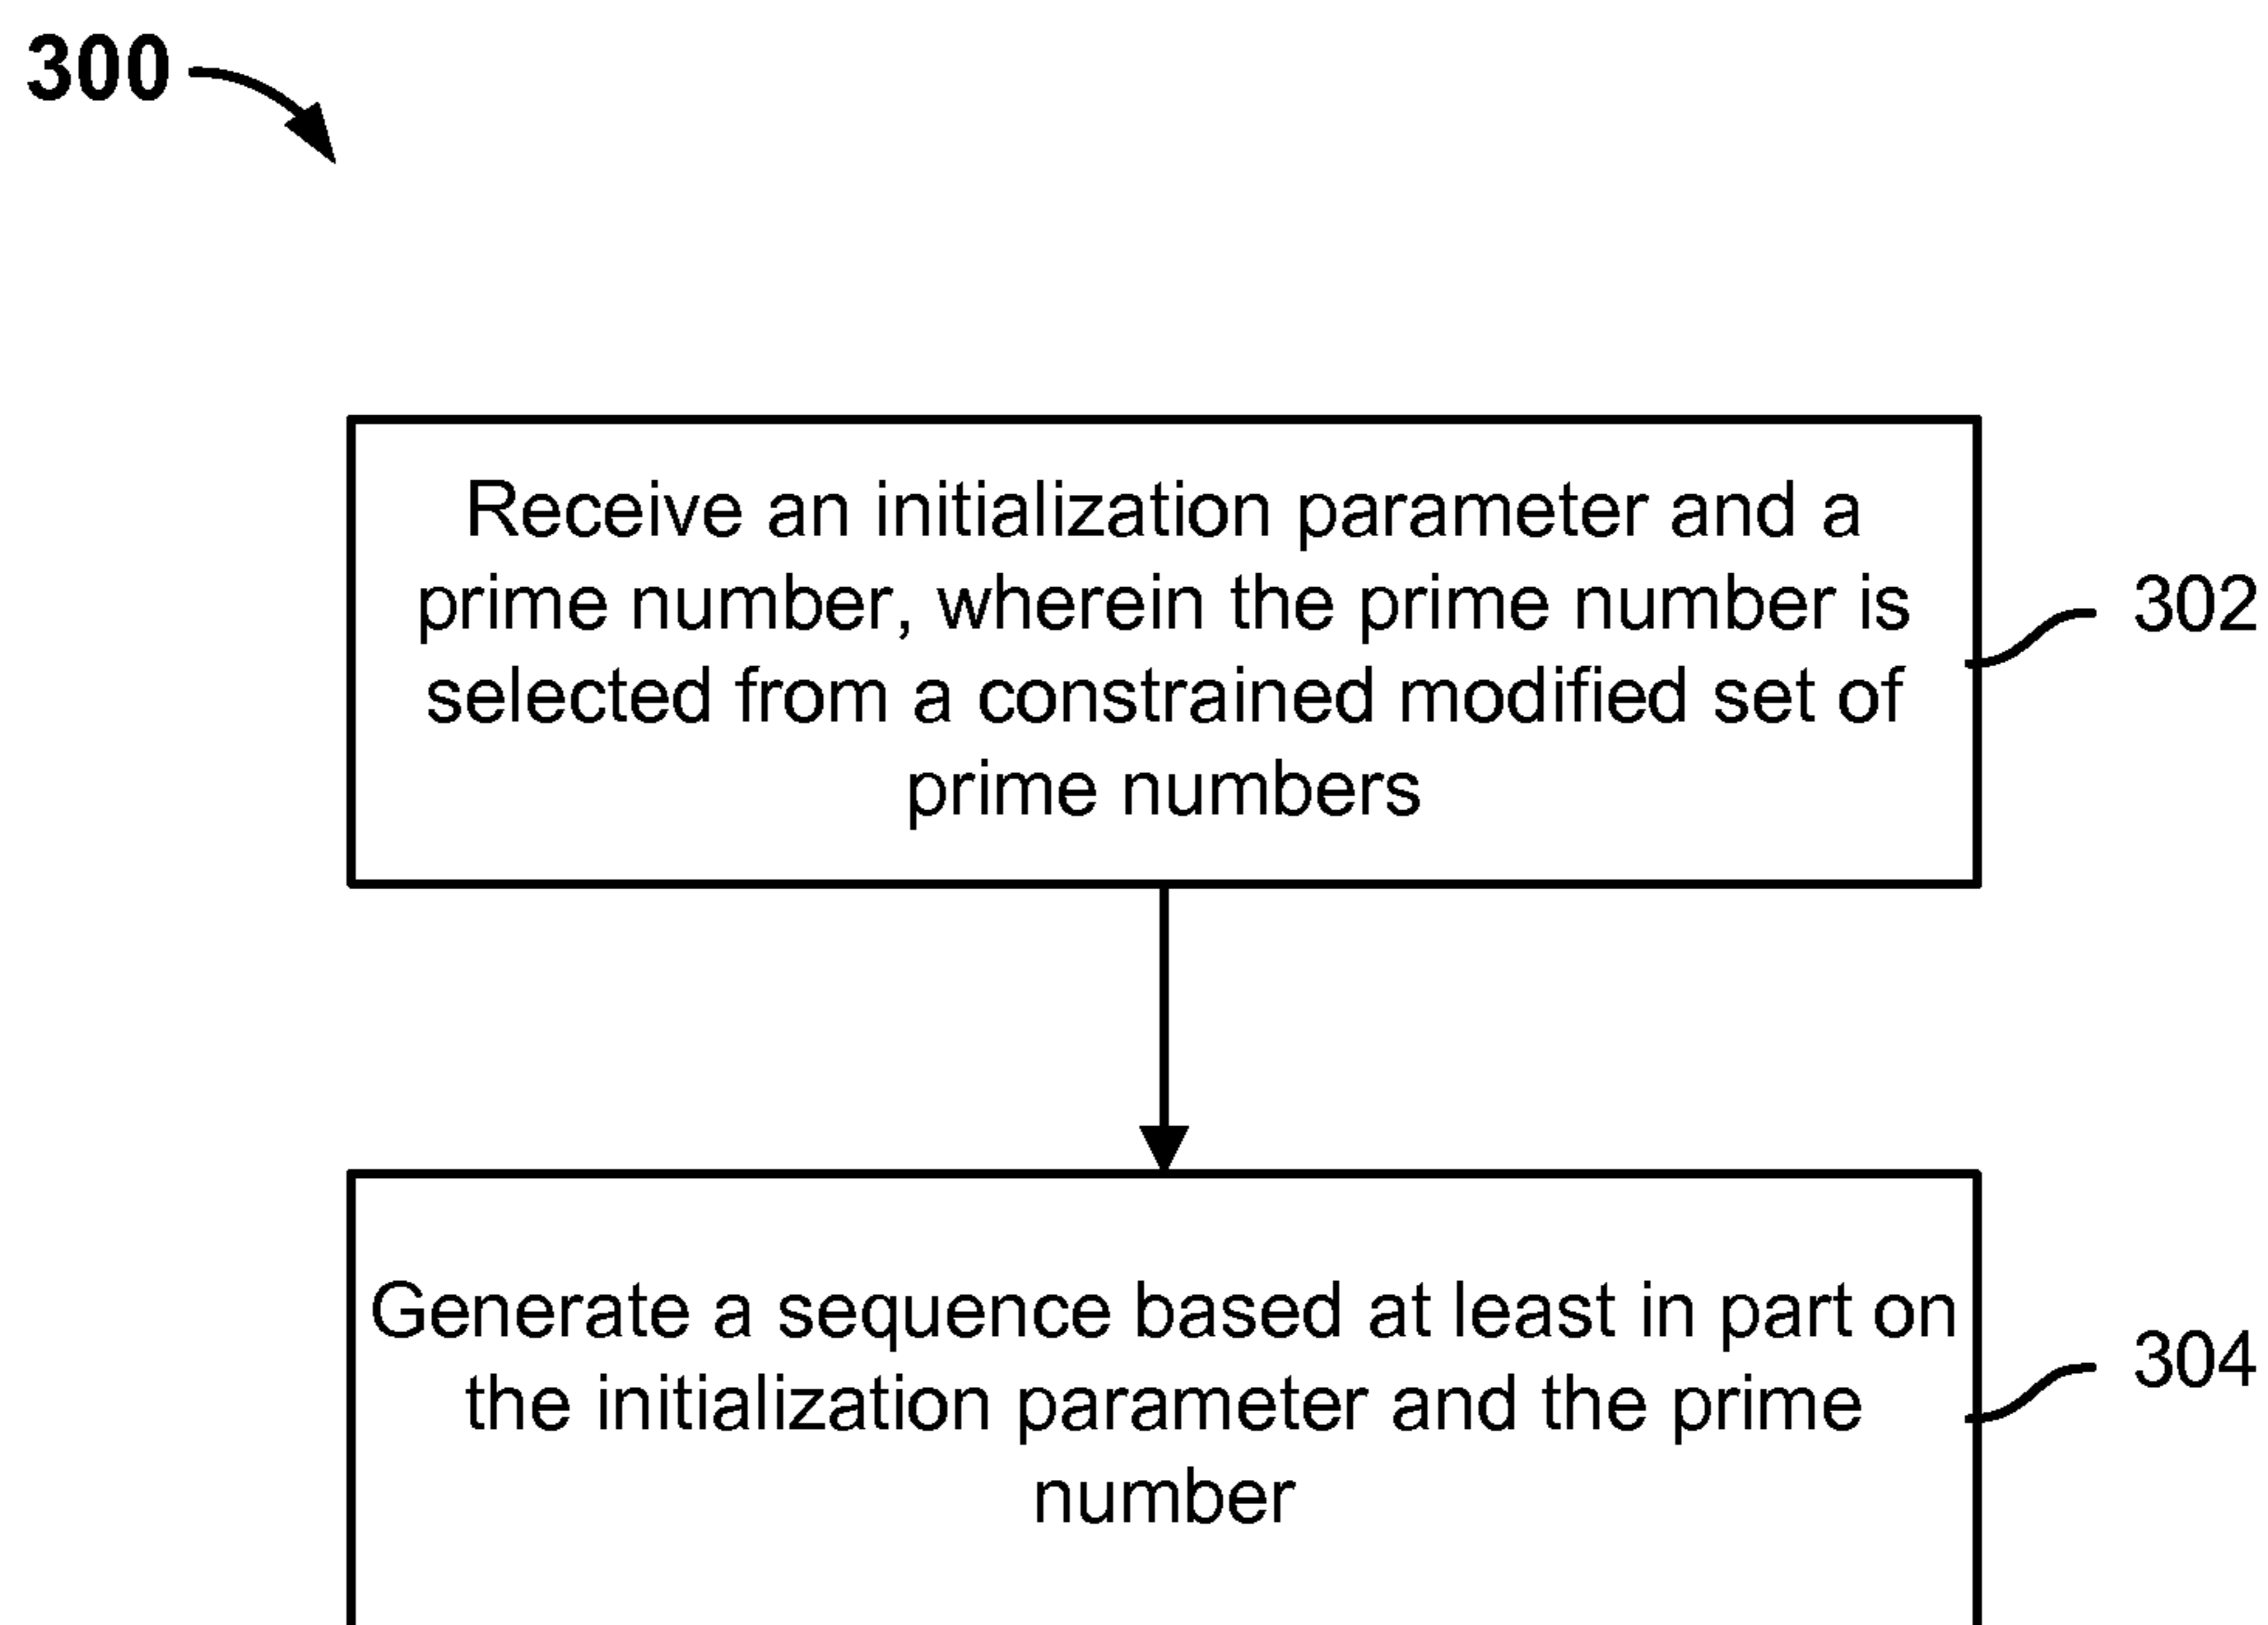 300
Receive an initialization parameter and a
prime number, wherein the prime number is
selected from a constrained modified set of
prime numbers
302
Generate a sequence based at least in part on
the initialization parameter and the prime
number
304